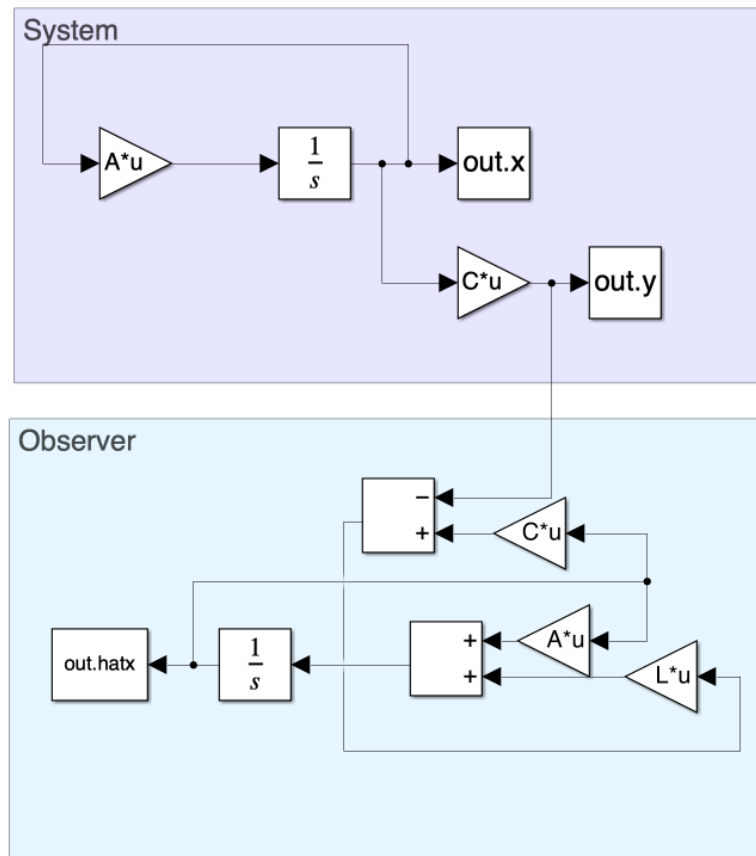 System
A*u
1
s
out.x
C*u
out.y
Observer
−
+
C*u
out.hatx
1
s
+
+
A*u
L*u